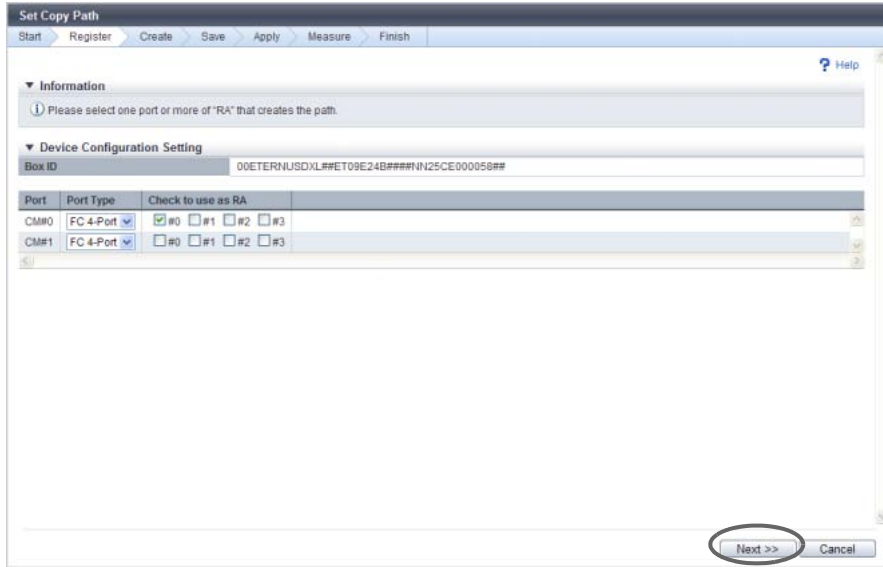 Set Copy Path
Start Register Create Save Apply Measure Finish
? Help
Information
Please select one port or more of "RA" that creates the path.
Device Configuration Setting
Box ID 00ETERNUSDXL##ET09E24B####NN25CE000058##
Port Port Type Check to use as RA
CM#0 FC 4-Port #0 #1 #2 #3
CM#1 FC 4-Port #0 #1 #2 #3
Next >> Cancel